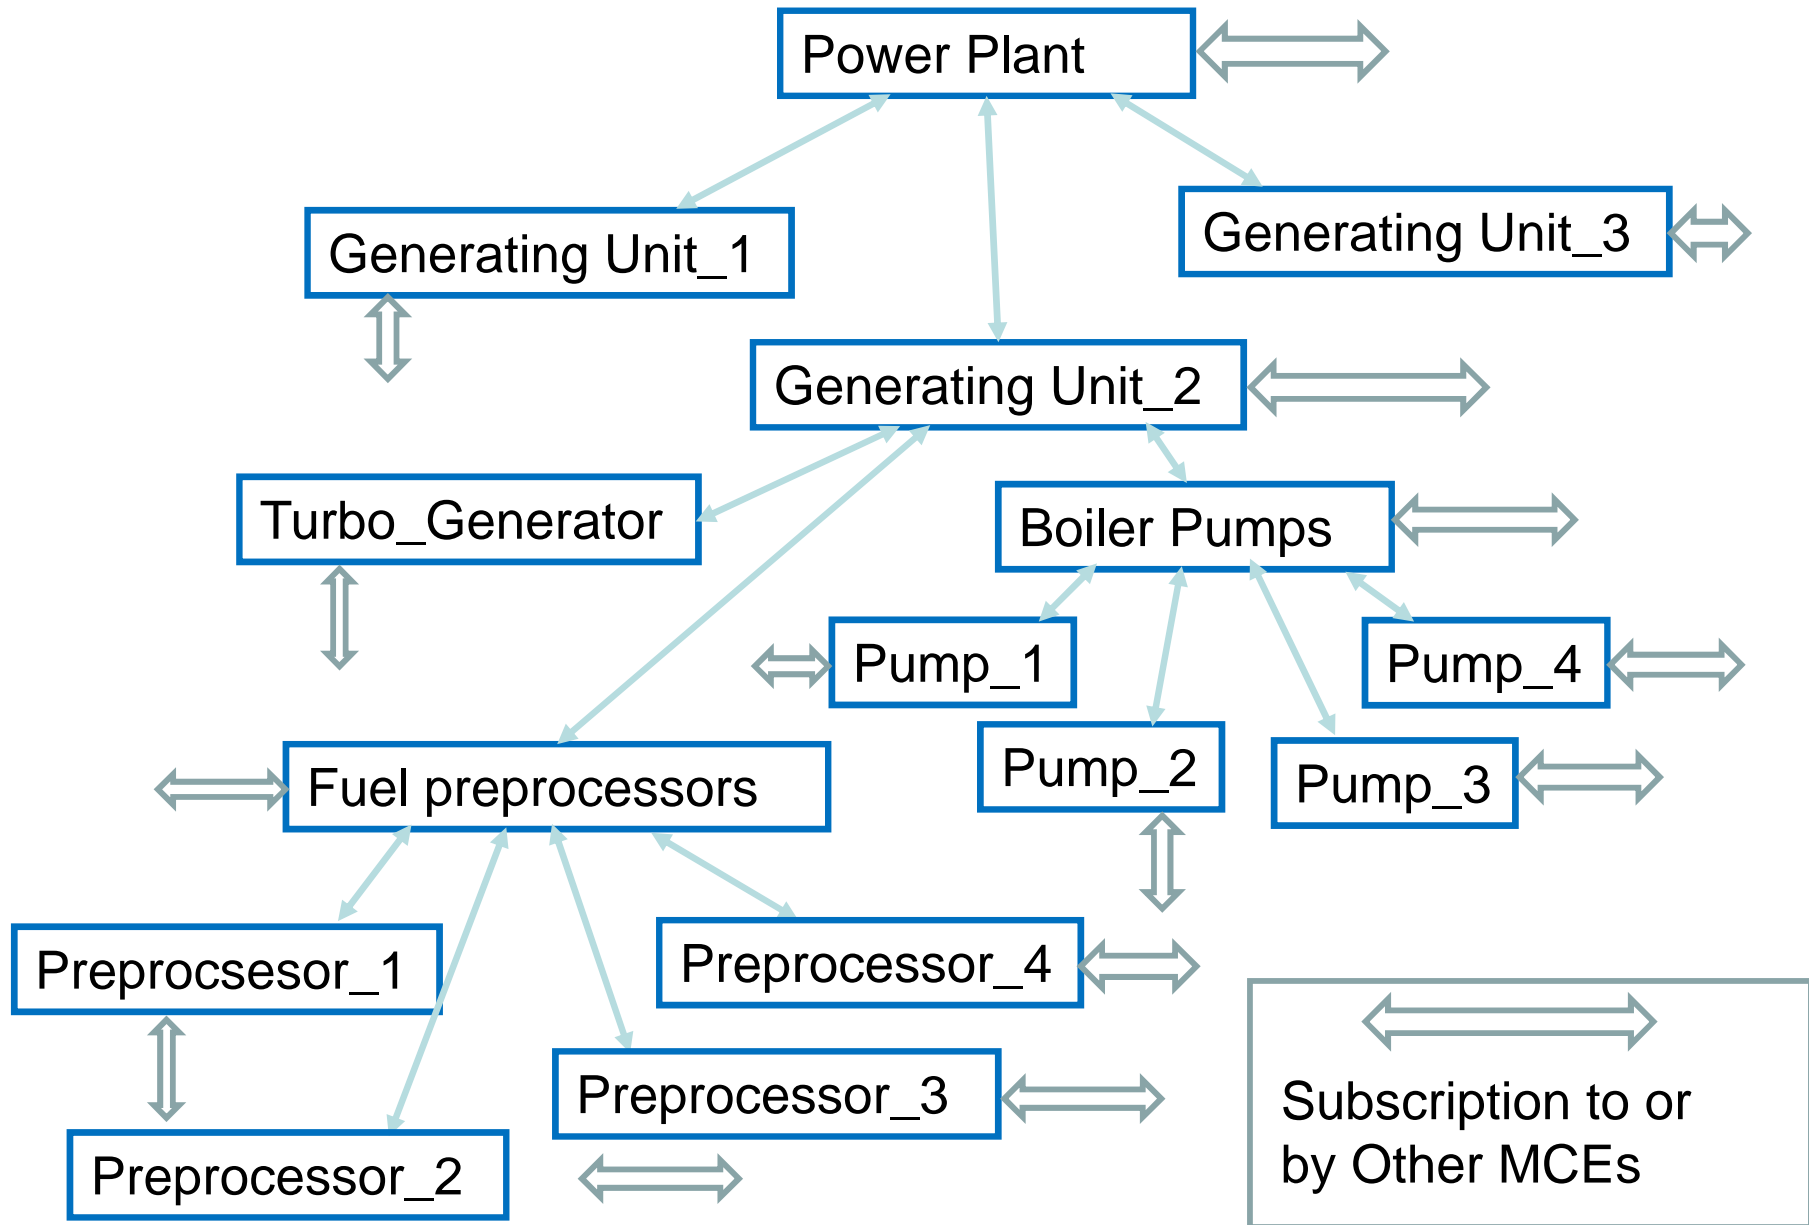 Power Plant
Generating Unit_1
Generating Unit_3
Generating Unit_2
Turbo_Generator
Boiler Pumps
Pump_1
Pump_4
Pump_2
Pump_3
Fuel preprocessors
Preprocsesor_1
Preprocessor_4
Preprocessor_3
Preprocessor_2
Subscription to or
by Other MCEs